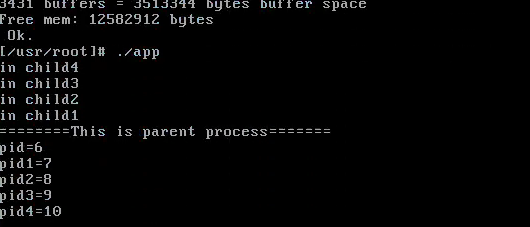 3431 buffers = 3513344 bytes buffer space
Free mem: 12582912 bytes
Ok.
[/usr/root]# ./app
in child4
in child3
in child2
in child1
========This is parent process=======
pid=6
pid1=7
pid2=8
pid3=9
pid4=10